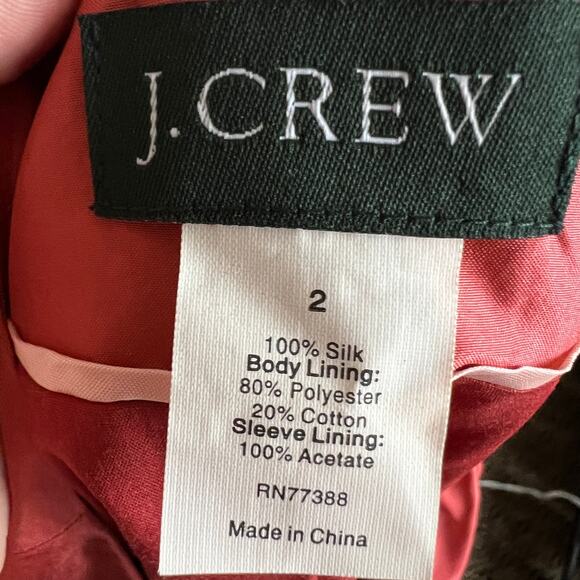 J.CREW
2
100% Silk
Body Lining:
80% Polyester
20% Cotton
Sleeve Lining:
100% Acetate
RN77388
Made in China